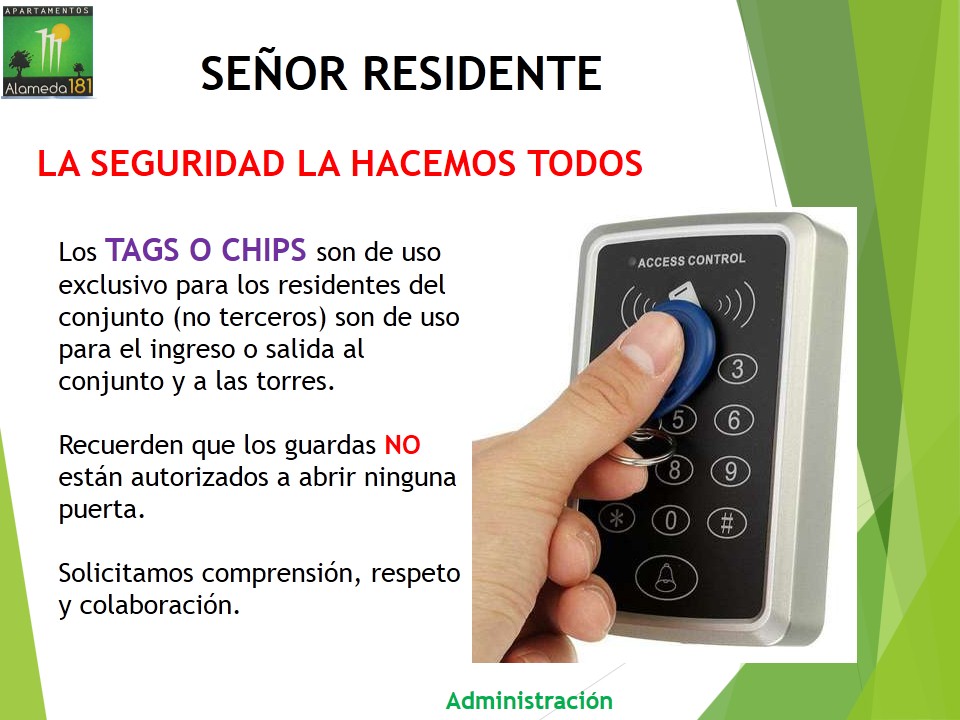 APARTAMENTOS
Alameda181
SEÑOR RESIDENTE
LA SEGURIDAD LA HACEMOS TODOS
Los TAGS O CHIPS son de uso
exclusivo para los residentes del
conjunto (no terceros) son de uso
para el ingreso o salida al
conjunto y a las torres.
Recuerden que los guardas NO
están autorizados a abrir ninguna
puerta.
Solicitamos comprensión, respeto
y colaboración.
ACCESS CONTROL
3
5 6
8 9
* 0 #
Administración